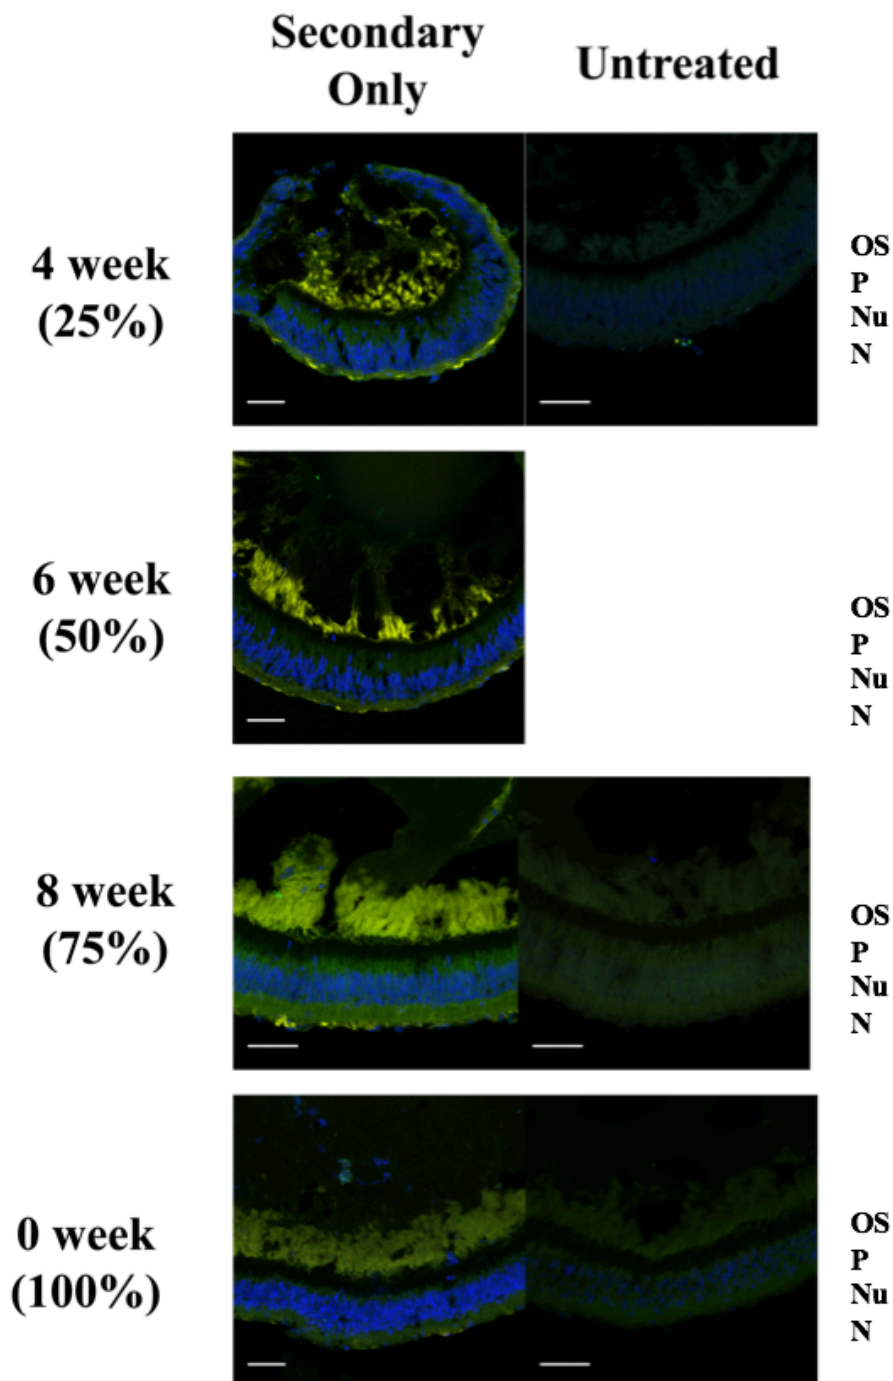 Secondary
Only
Untreated
4 week
(25%)
OS
P
Nu
N
6 week
(50%)
OS
P
Nu
N
8 week
(75%)
OS
P
Nu
N
0 week
(100%)
OS
P
Nu
N